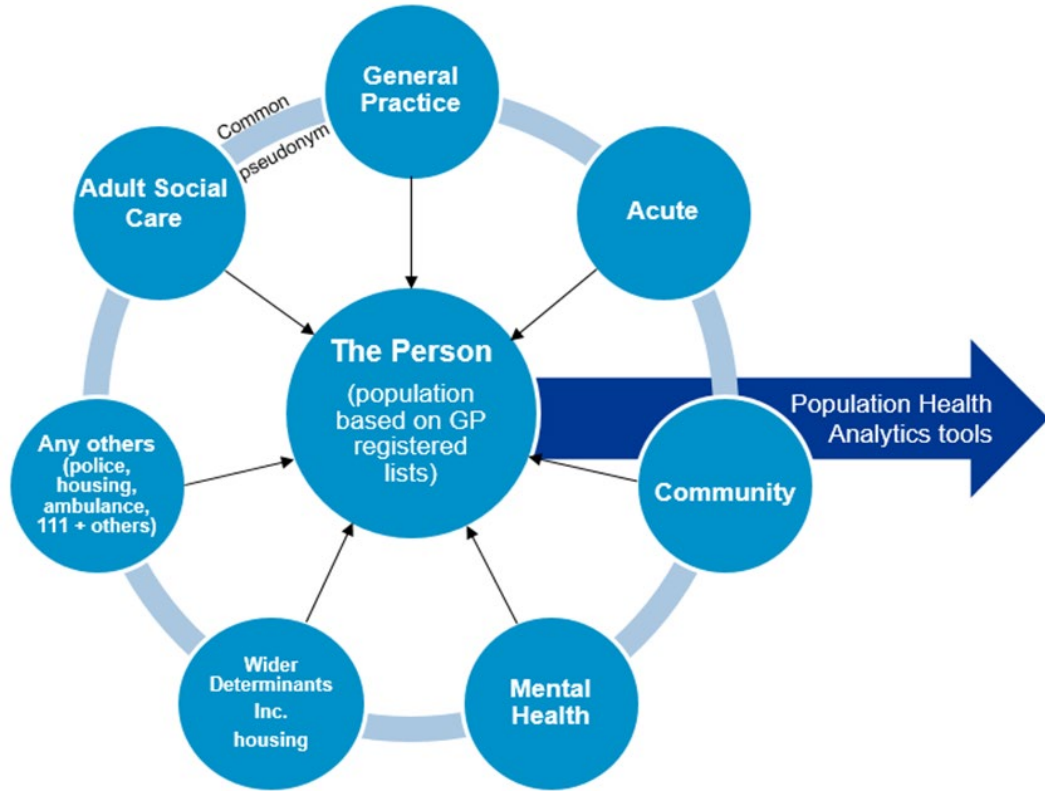 General
Practice
Common
pseudonym
Adult Social
Care
Acute
The Person
(population
based on GP
registered
lists)
Population Health
Analytics tools
Any others
(police,
housing,
ambulance,
111 + others)
Community
Wider
Determinants
Inc.
housing
Mental
Health